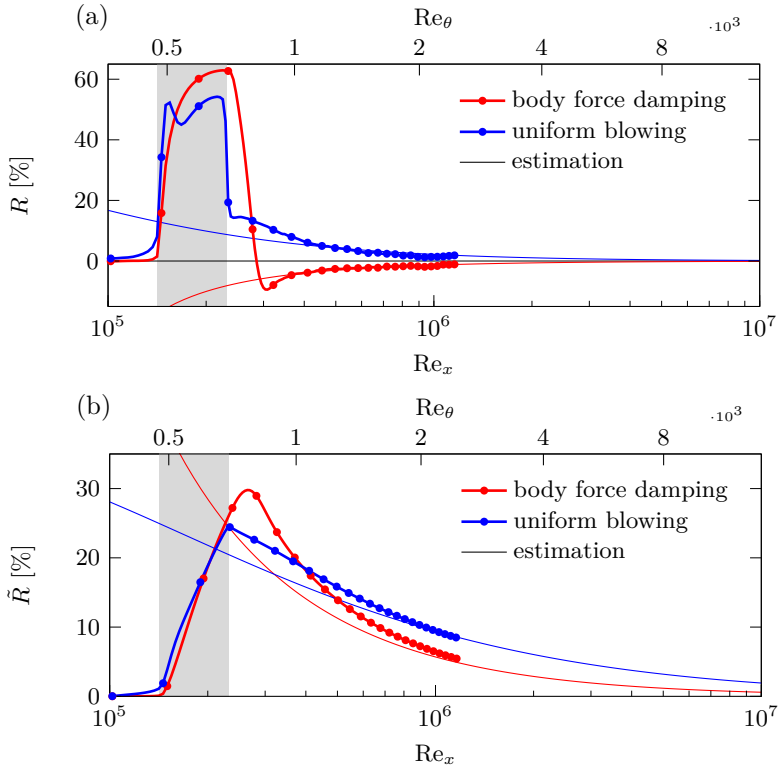 (a)
Re_θ
0.5 1 2 4 8 ·10^3
60
40
20
0
R [%]
body force damping
uniform blowing
estimation
10^5 10^6 10^7
Re_x
(b)
Re_θ
0.5 1 2 4 8 ·10^3
30
20
10
0
R̃ [%]
body force damping
uniform blowing
estimation
10^5 10^6 10^7
Re_x